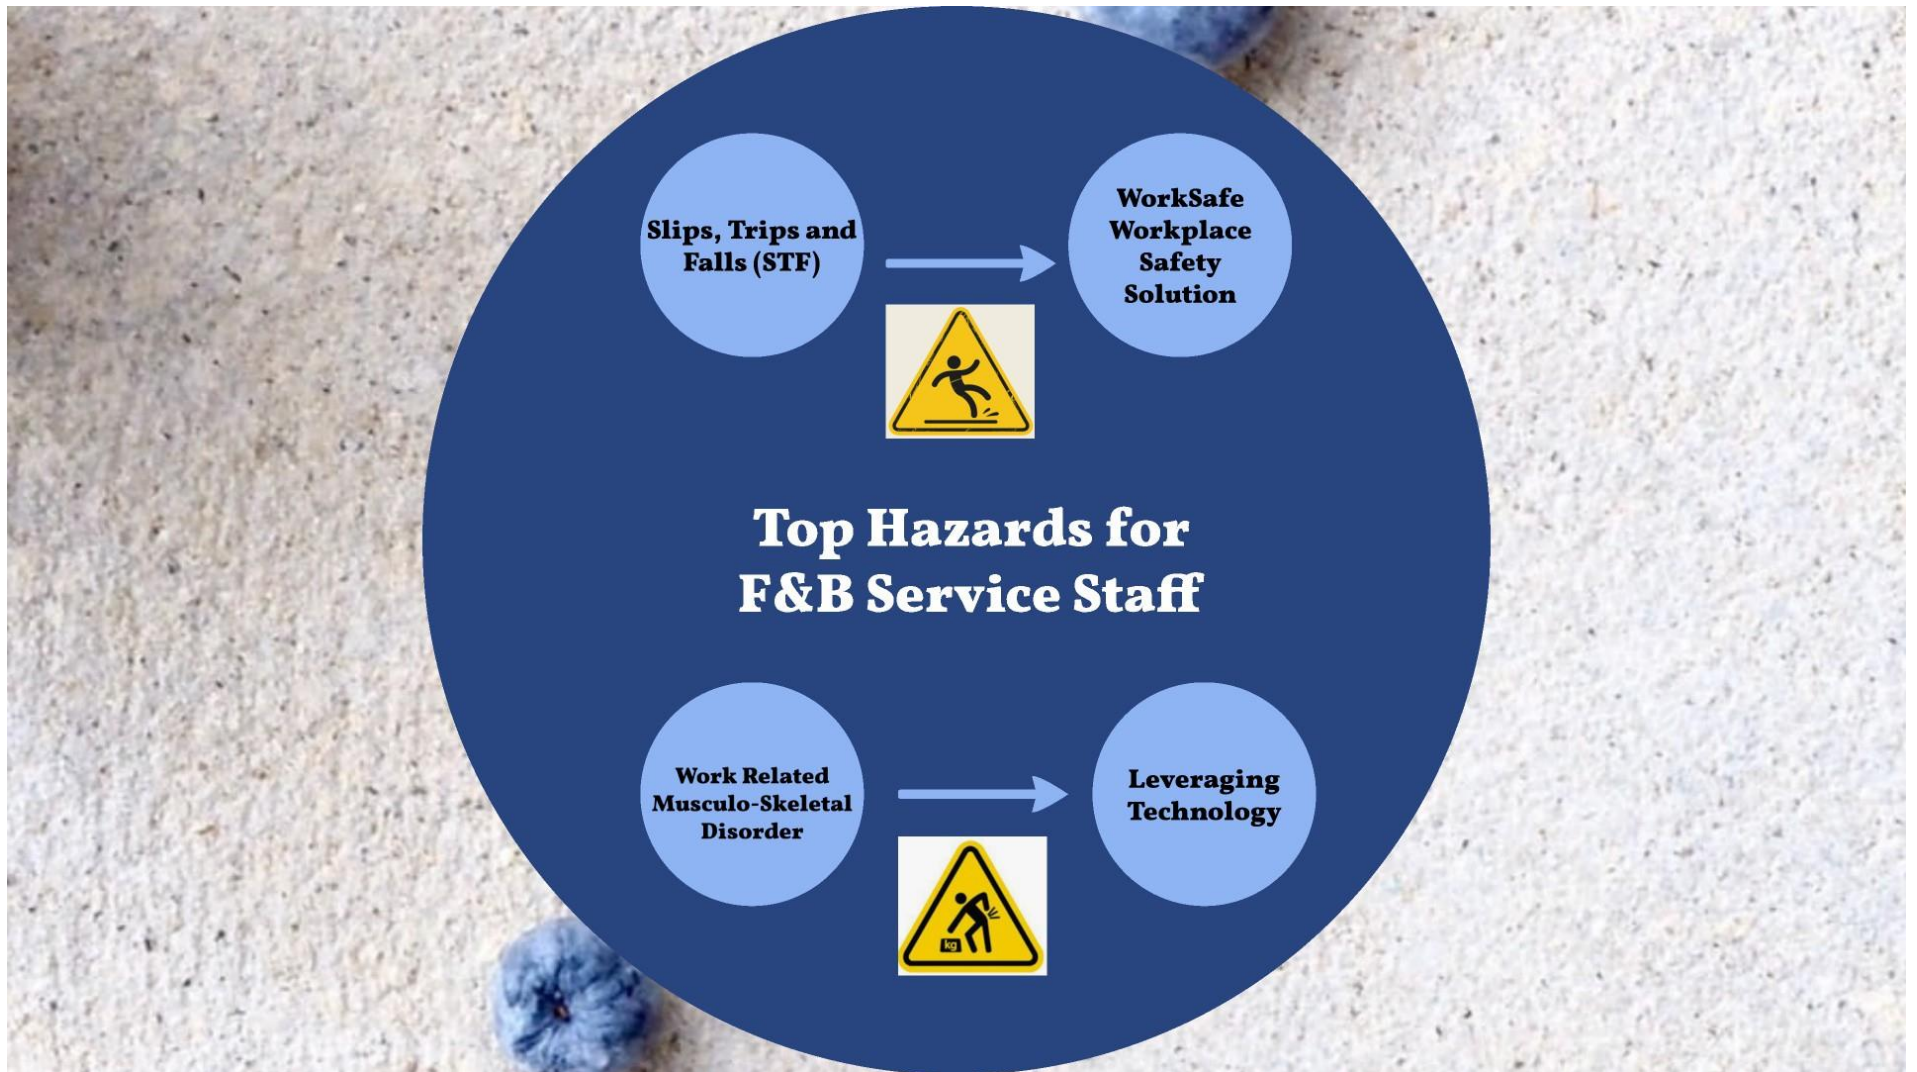 Slips, Trips and
Falls (STF)
WorkSafe
Workplace
Safety
Solution
Top Hazards for
F&B Service Staff
Work Related
Musculo-Skeletal
Disorder
Leveraging
Technology
kg